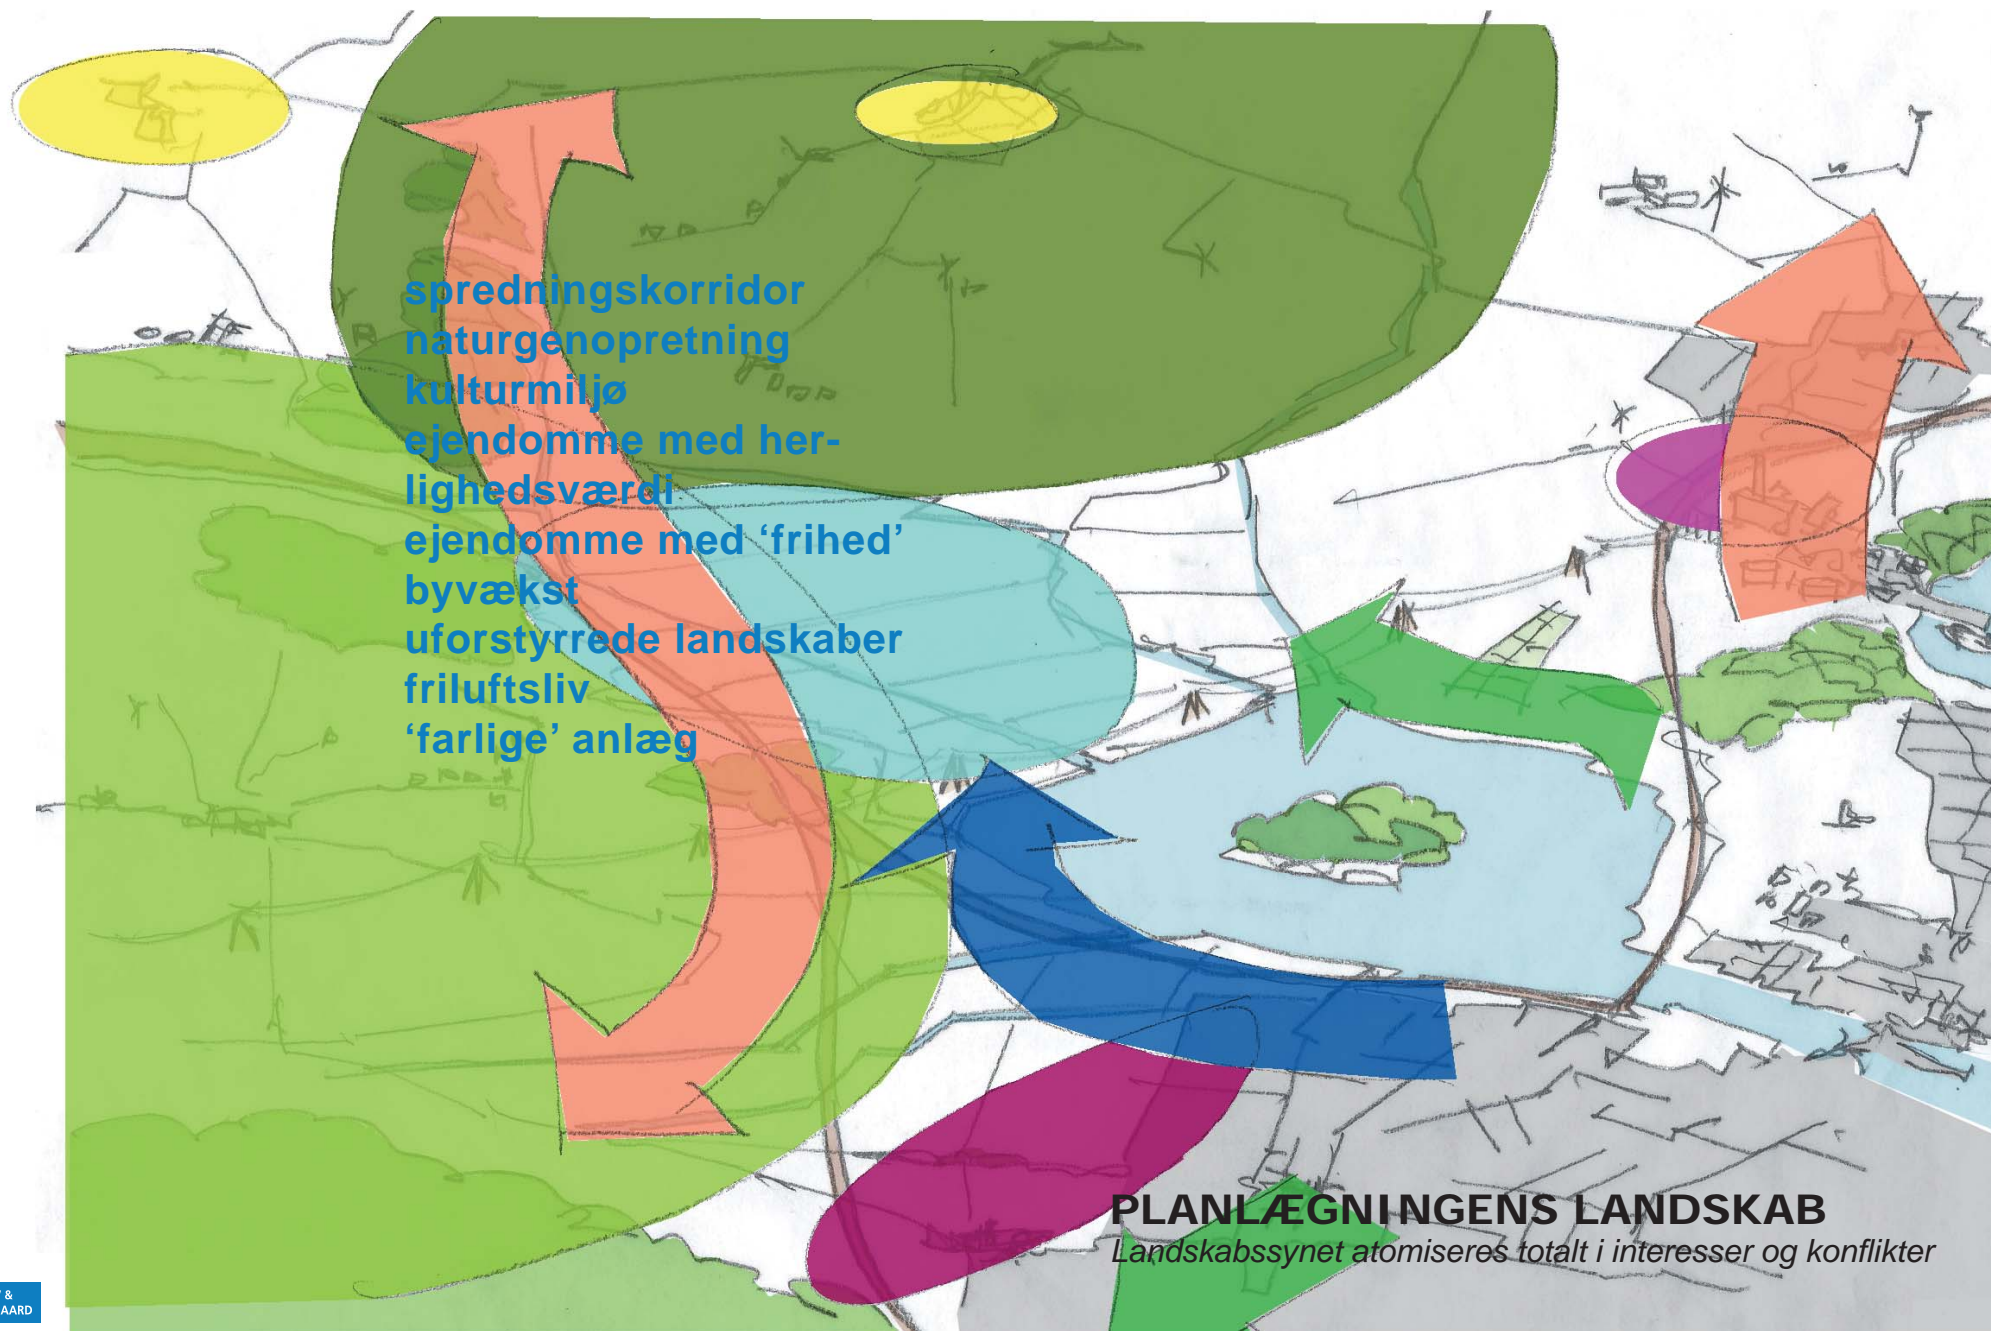 spredningskorridor
naturgenopretning
kulturmiljø
ejendomme med her-
lighedsværdi
ejendomme med ‘frihed’
byvækst
uforstyrrede landskaber
friluftsliv
‘farlige’ anlæg
PLANLÆGNINGENS LANDSKAB
Landskabssynet atomiseres totalt i interesser og konflikter
&
AARD